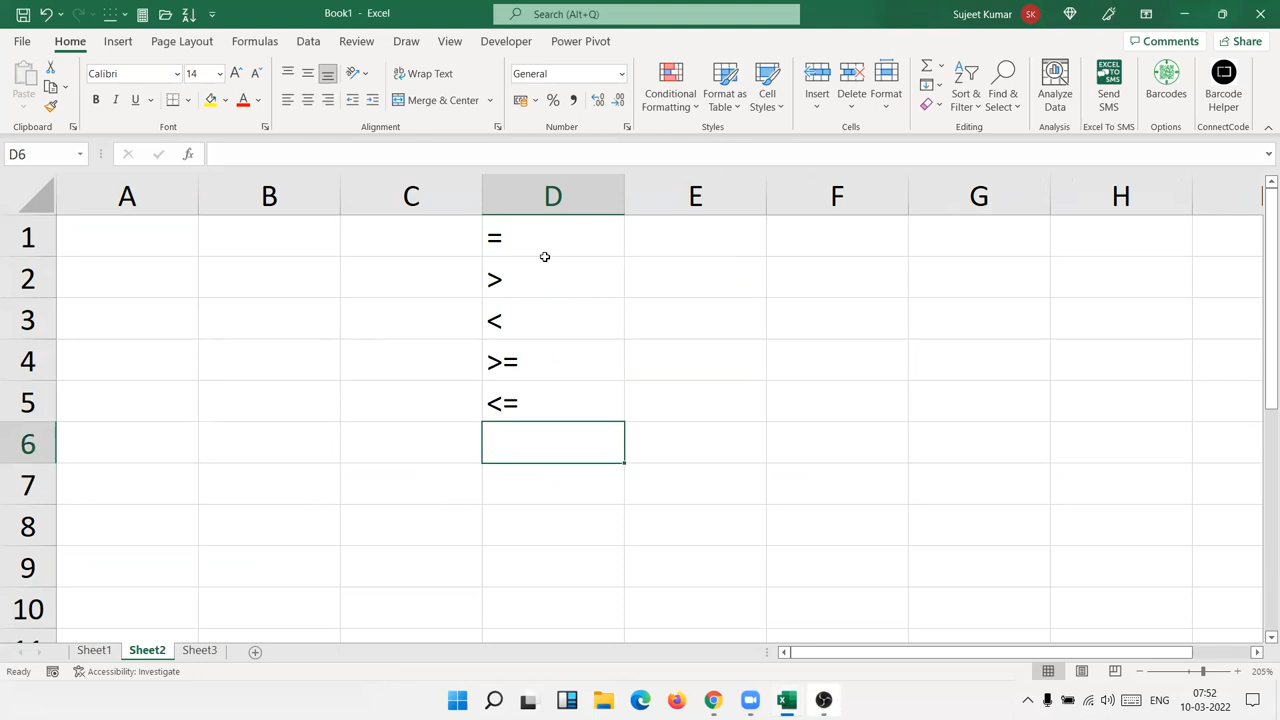 Book1 - Excel
Search (Alt+Q)
Sujeet Kumar
SK
File Home Insert Page Layout Formulas Data Review Draw View Developer Power Pivot
Comments
Share
Paste
Calibri
14
Wrap Text
General
Merge & Center
Conditional Formatting
Format as Table
Cell Styles
Insert
Delete
Format
Sort & Filter
Find & Select
Analyze Data
Send SMS
Barcodes
Barcode Helper
Clipboard
Font
Alignment
Number
Styles
Cells
Editing
Analysis
Excel To SMS
Options
ConnectCode
D6
fx
A B C D E F G H
1 =
2 >
3 <
4 >=
5 <=
6
7
8
9
10
Sheet1 Sheet2 Sheet3
Ready
Accessibility: Investigate
205%
ENG
07:52
10-03-2022